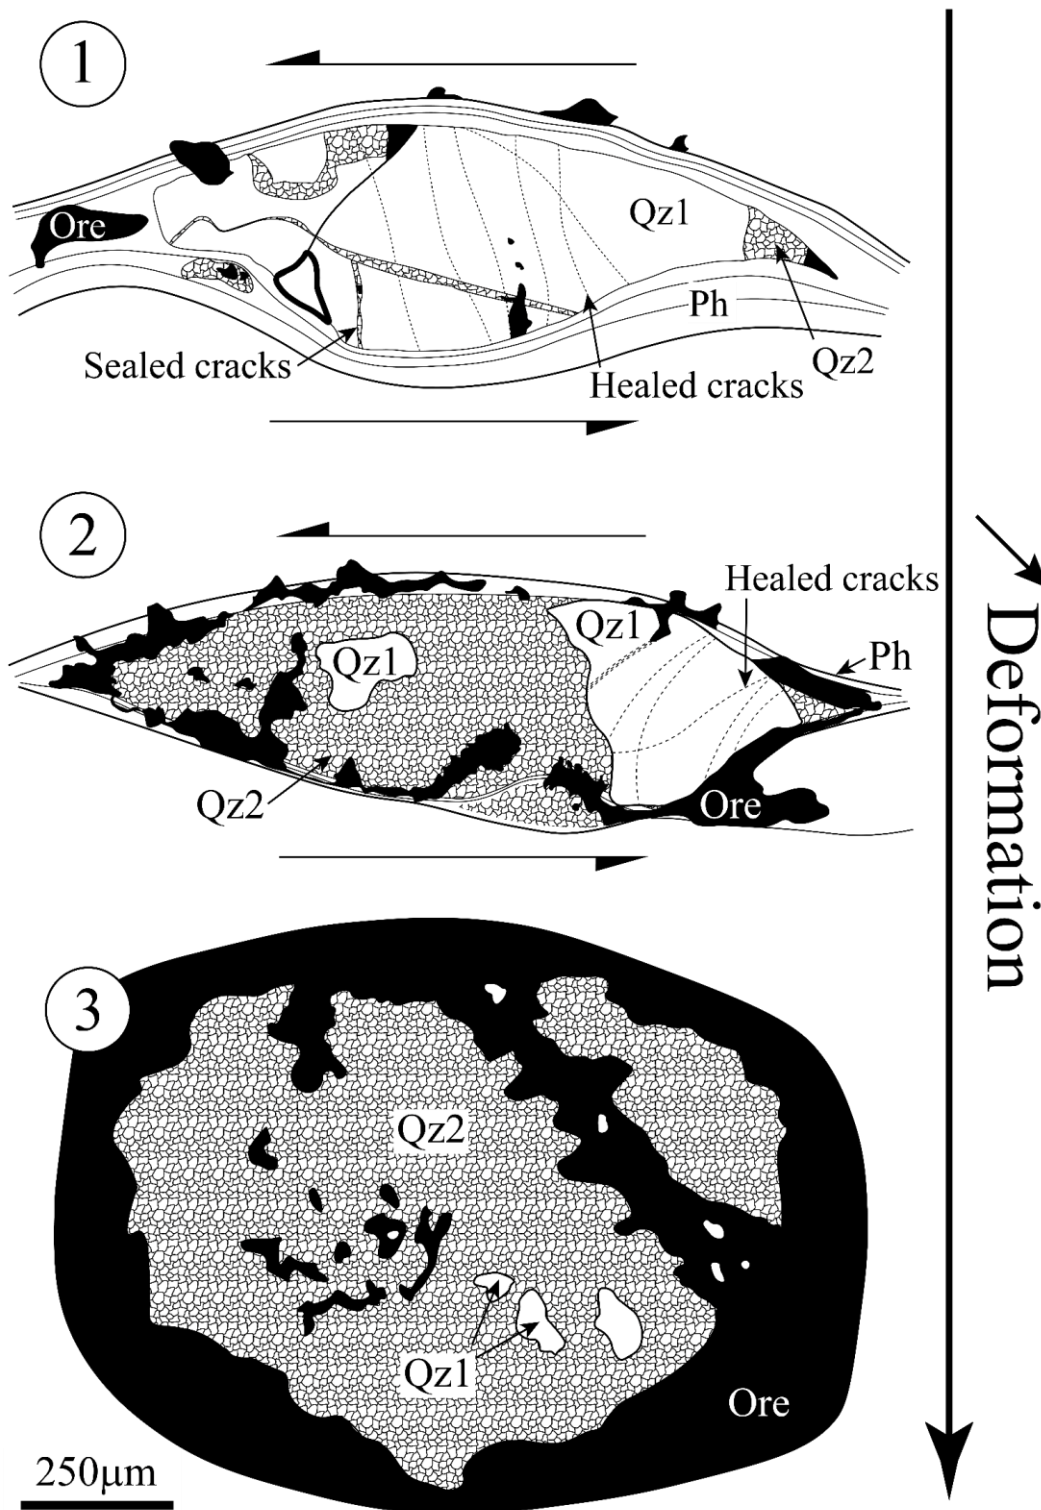 1
Ore
Qz1
Ph
Sealed cracks
Healed cracks
Qz2
2
Healed cracks
Qz1
Qz1
Ph
Qz2
Ore
Deformation
3
Qz2
Qz1
Ore
250μm